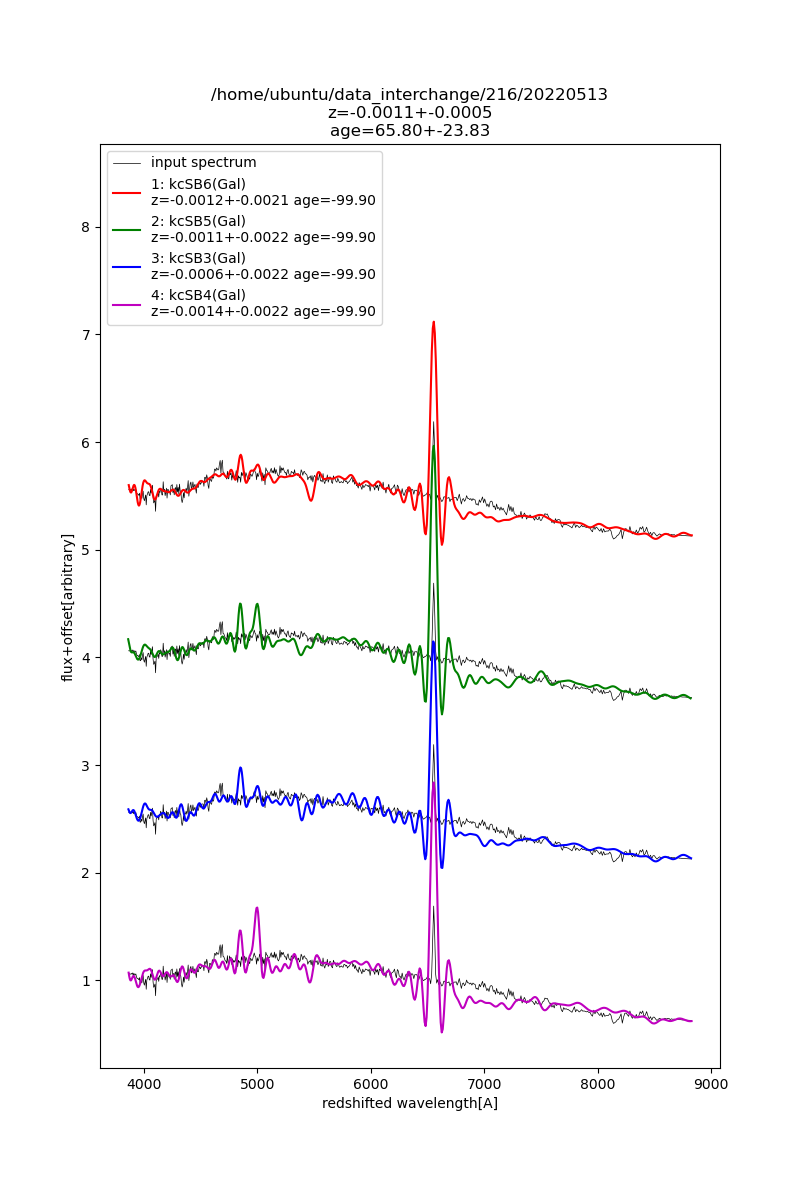 /home/ubuntu/data_interchange/216/20220513
z=-0.0011+-0.0005
age=65.80+-23.83
input spectrum
1: kcSB6(Gal)
z=-0.0012+-0.0021 age=-99.90
2: kcSB5(Gal)
z=-0.0011+-0.0022 age=-99.90
3: kcSB3(Gal)
z=-0.0006+-0.0022 age=-99.90
4: kcSB4(Gal)
z=-0.0014+-0.0022 age=-99.90
8
7
6
5
4
3
2
1
flux+offset[arbitrary]
4000 5000 6000 7000 8000 9000
redshifted wavelength[A]